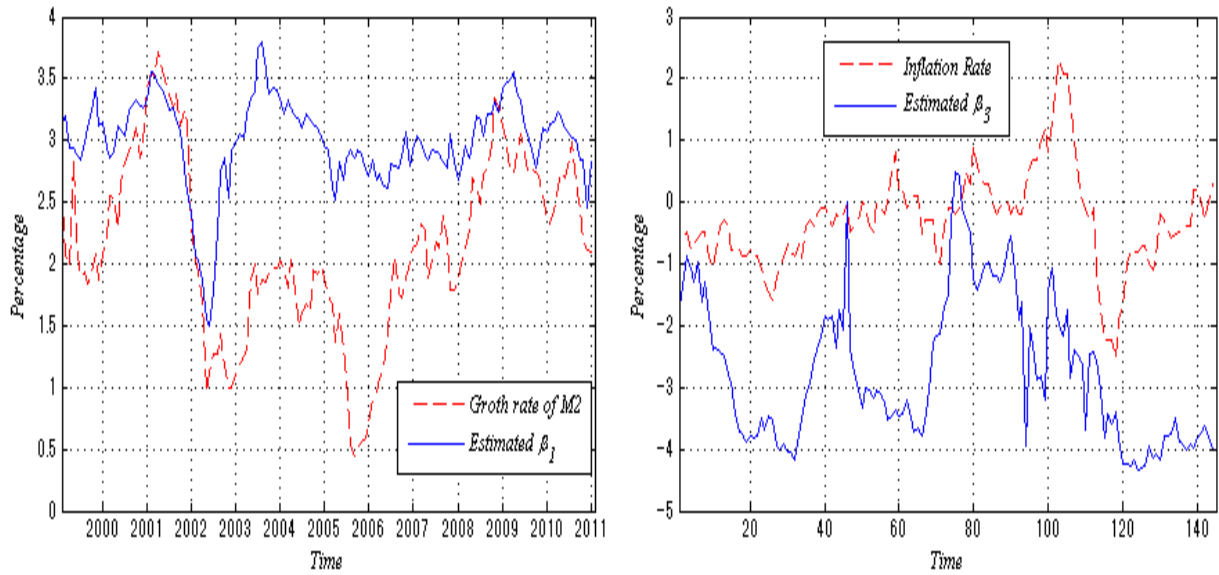 4
3.5
3
2.5
2
1.5
1
0.5
0
Percentage
2000 2001 2002 2003 2004 2005 2006 2007 2008 2009 2010 2011
Time
Groth rate of M2
Estimated β1
3
2
1
0
−1
−2
−3
−4
−5
Percentage
20 40 60 80 100 120 140
Time
Inflation Rate
Estimated β3